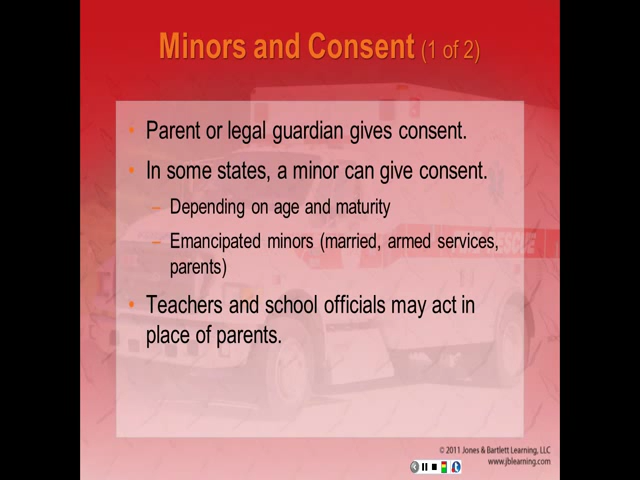 Minors and Consent (1 of 2)
• Parent or legal guardian gives consent.
• In some states, a minor can give consent.
– Depending on age and maturity
– Emancipated minors (married, armed services,
parents)
• Teachers and school officials may act in
place of parents.
RESCUE
© 2011 Jones & Bartlett Learning, LLC
www.jblearning.com